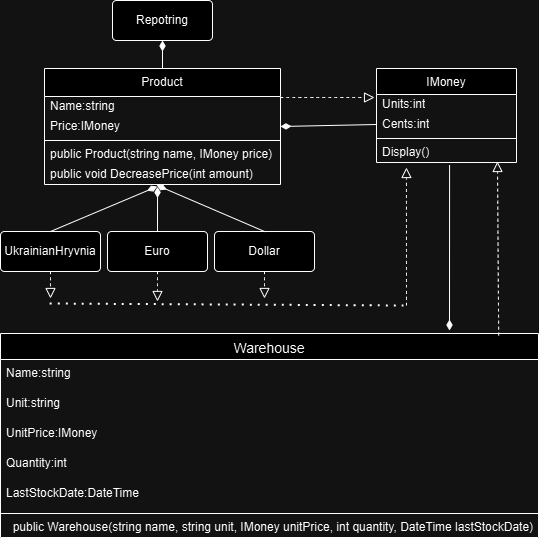 Repotring
Product
Name:string
Price:IMoney
public Product(string name, IMoney price)
public void DecreasePrice(int amount)
IMoney
Units:int
Cents:int
Display()
UkrainianHryvnia
Euro
Dollar
Warehouse
Name:string
Unit:string
UnitPrice:IMoney
Quantity:int
LastStockDate:DateTime
public Warehouse(string name, string unit, IMoney unitPrice, int quantity, DateTime lastStockDate)